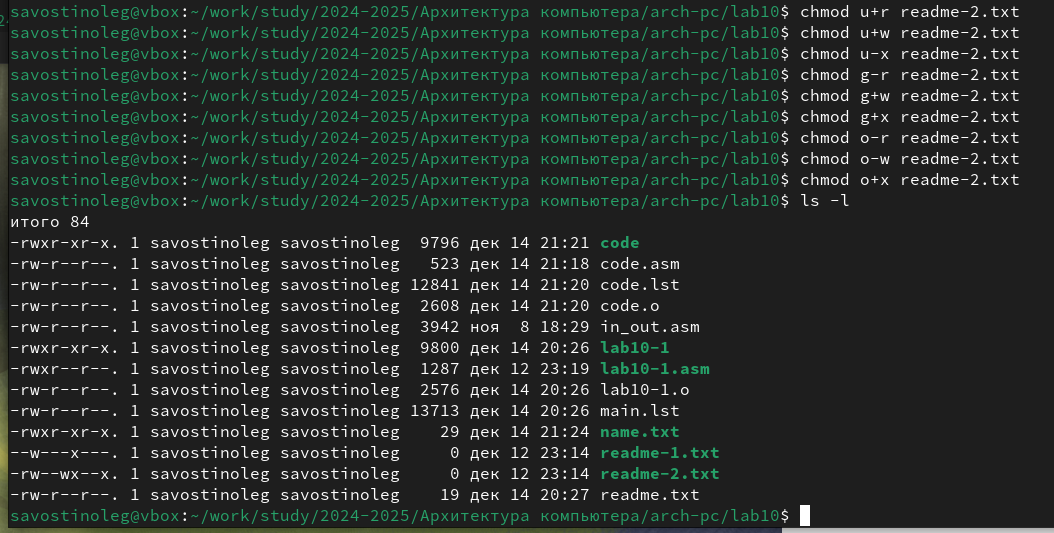 savostinoleg@vbox:~/work/study/2024-2025/Архитектура компьютера/arch-pc/lab10$ chmod u+r readme-2.txt
savostinoleg@vbox:~/work/study/2024-2025/Архитектура компьютера/arch-pc/lab10$ chmod u+w readme-2.txt
savostinoleg@vbox:~/work/study/2024-2025/Архитектура компьютера/arch-pc/lab10$ chmod u-x readme-2.txt
savostinoleg@vbox:~/work/study/2024-2025/Архитектура компьютера/arch-pc/lab10$ chmod g-r readme-2.txt
savostinoleg@vbox:~/work/study/2024-2025/Архитектура компьютера/arch-pc/lab10$ chmod g+w readme-2.txt
savostinoleg@vbox:~/work/study/2024-2025/Архитектура компьютера/arch-pc/lab10$ chmod g+x readme-2.txt
savostinoleg@vbox:~/work/study/2024-2025/Архитектура компьютера/arch-pc/lab10$ chmod o-r readme-2.txt
savostinoleg@vbox:~/work/study/2024-2025/Архитектура компьютера/arch-pc/lab10$ chmod o-w readme-2.txt
savostinoleg@vbox:~/work/study/2024-2025/Архитектура компьютера/arch-pc/lab10$ chmod o+x readme-2.txt
savostinoleg@vbox:~/work/study/2024-2025/Архитектура компьютера/arch-pc/lab10$ ls -l
итого 84
-rwxr-xr-x. 1 savostinoleg savostinoleg  9796 дек 14 21:21 code
-rw-r--r--. 1 savostinoleg savostinoleg   523 дек 14 21:18 code.asm
-rw-r--r--. 1 savostinoleg savostinoleg 12841 дек 14 21:20 code.lst
-rw-r--r--. 1 savostinoleg savostinoleg  2608 дек 14 21:20 code.o
-rw-r--r--. 1 savostinoleg savostinoleg  3942 ноя  8 18:29 in_out.asm
-rwxr-xr-x. 1 savostinoleg savostinoleg  9800 дек 14 20:26 lab10-1
-rwxr--r--. 1 savostinoleg savostinoleg  1287 дек 12 23:19 lab10-1.asm
-rw-r--r--. 1 savostinoleg savostinoleg  2576 дек 14 20:26 lab10-1.o
-rw-r--r--. 1 savostinoleg savostinoleg 13713 дек 14 20:26 main.lst
-rwxr-xr-x. 1 savostinoleg savostinoleg    29 дек 14 21:24 name.txt
--w---x---. 1 savostinoleg savostinoleg     0 дек 12 23:14 readme-1.txt
-rw--wx--x. 1 savostinoleg savostinoleg     0 дек 12 23:14 readme-2.txt
-rw-r--r--. 1 savostinoleg savostinoleg    19 дек 14 20:27 readme.txt
savostinoleg@vbox:~/work/study/2024-2025/Архитектура компьютера/arch-pc/lab10$